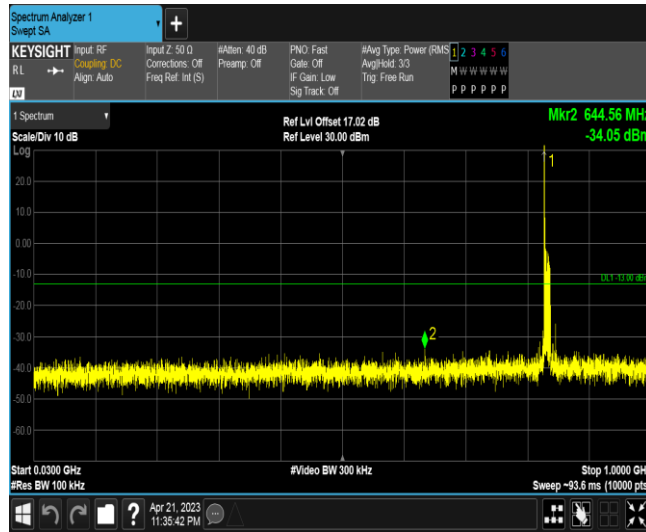 Spectrum Analyzer 1
Swept SA
KEYSIGHT
RL
LXI
Input: RF
Coupling: DC
Align: Auto
Input Z: 50 Ω
Corrections: Off
Freq Ref: Int (S)
#Atten: 40 dB
Preamp: Off
PNO: Fast
Gate: Off
IF Gain: Low
Sig Track: Off
#Avg Type: Power (RMS
Avg|Hold: 3/3
Trig: Free Run
1 2 3 4 5 6
M W W W W W
P P P P P P
1 Spectrum
Scale/Div 10 dB
Log
Ref Lvl Offset 17.02 dB
Ref Level 30.00 dBm
Mkr2 644.56 MHz
-34.05 dBm
1
20.0
10.0
0.00
-10.0
DL1 -13.00 dBm
-20.0
-30.0
2
-40.0
-50.0
-60.0
Start 0.0300 GHz
#Res BW 100 kHz
#Video BW 300 kHz
Stop 1.0000 GHz
Sweep ~93.6 ms (10000 pts
?
Apr 21, 2023
11:35:42 PM